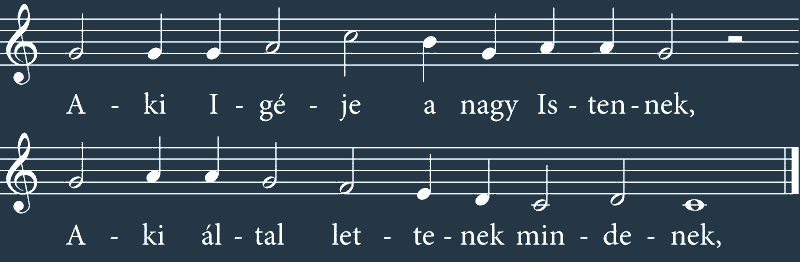 A - ki I - gé - je a nagy Is - ten - nek,
A - ki ál - tal let - te - nek min - de - nek,